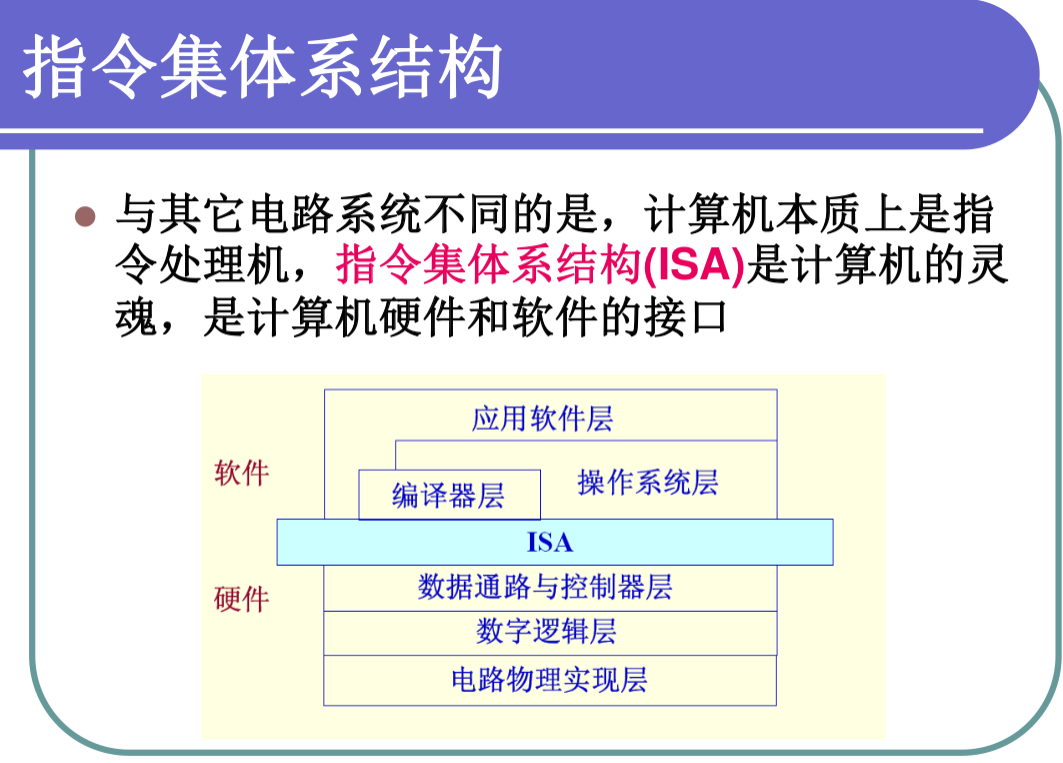 指令集体系结构
与其它电路系统不同的是，计算机本质上是指
令处理机，指令集体系结构(ISA)是计算机的灵
魂，是计算机硬件和软件的接口
应用软件层
软件
操作系统层
编译器层
ISA
数据通路与控制器层
硬件
数字逻辑层
电路物理实现层